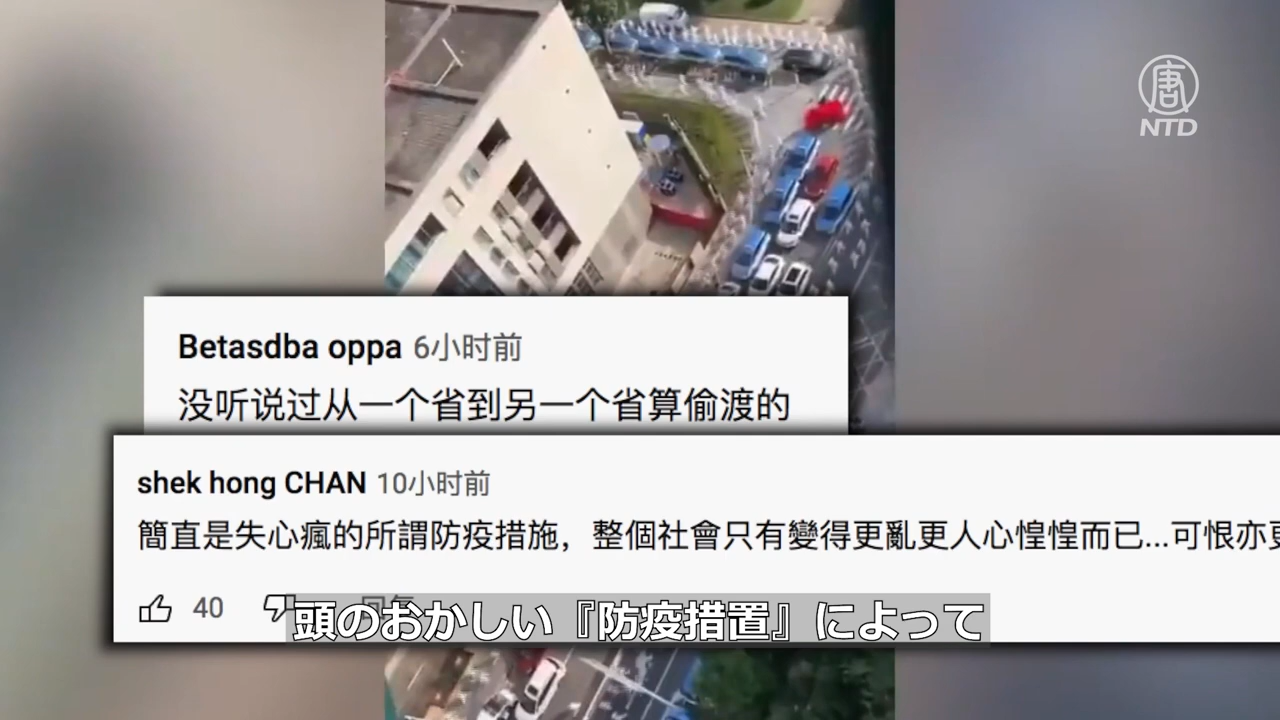 唐
NTD
Betasdba oppa 6小时前
没听说过从一个省到另一个省算偷渡的
shek hong CHAN 10小时前
簡直是失心瘋的所謂防疫措施，整個社會只有變得更亂更人心惶惶而已...可恨亦更
40
頭のおかしい『防疫措置』によって